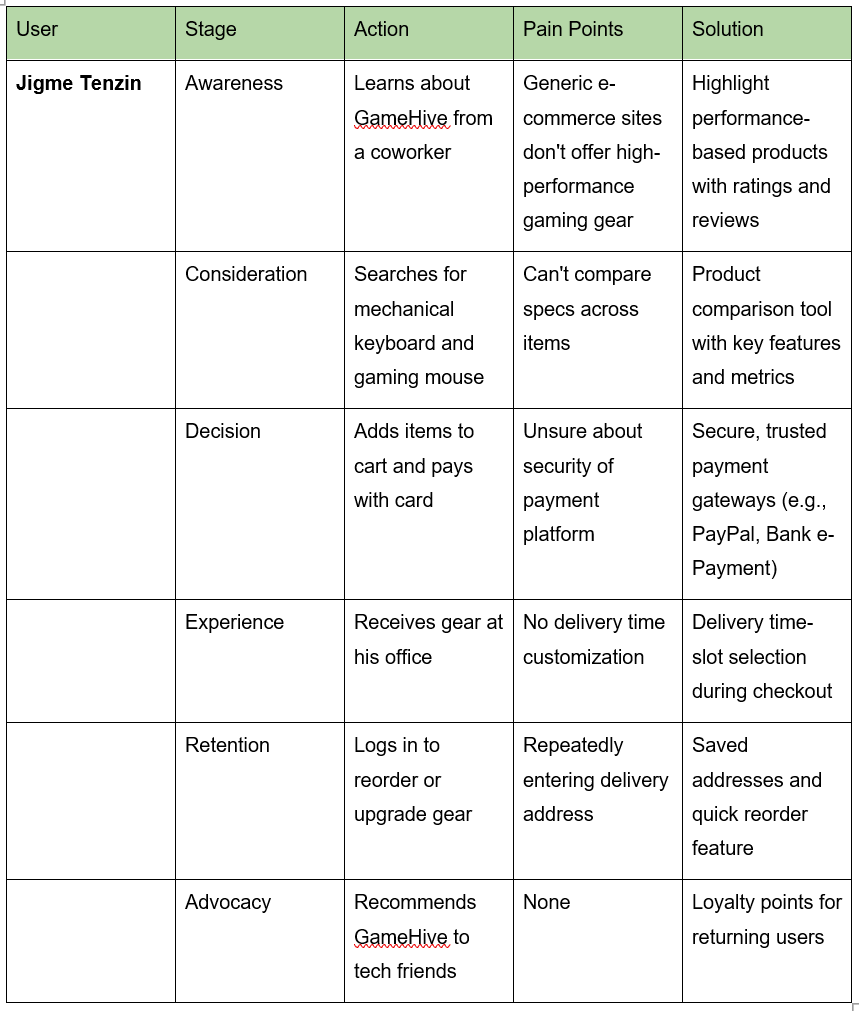 User Stage Action Pain Points Solution
Jigme Tenzin Awareness Learns about Generic e- Highlight
GameHive from commerce sites performance-
a coworker don't offer high- based products
performance with ratings and
gaming gear reviews
Consideration Searches for Can't compare Product
mechanical specs across comparison tool
keyboard and items with key features
gaming mouse and metrics
Decision Adds items to Unsure about Secure, trusted
cart and pays security of payment
with card payment gateways (e.g.,
platform PayPal, Bank e-
Payment)
Experience Receives gear at No delivery time Delivery time-
his office customization slot selection
during checkout
Retention Logs in to Repeatedly Saved
reorder or entering delivery addresses and
upgrade gear address quick reorder
feature
Advocacy Recommends None Loyalty points for
GameHive to returning users
tech friends